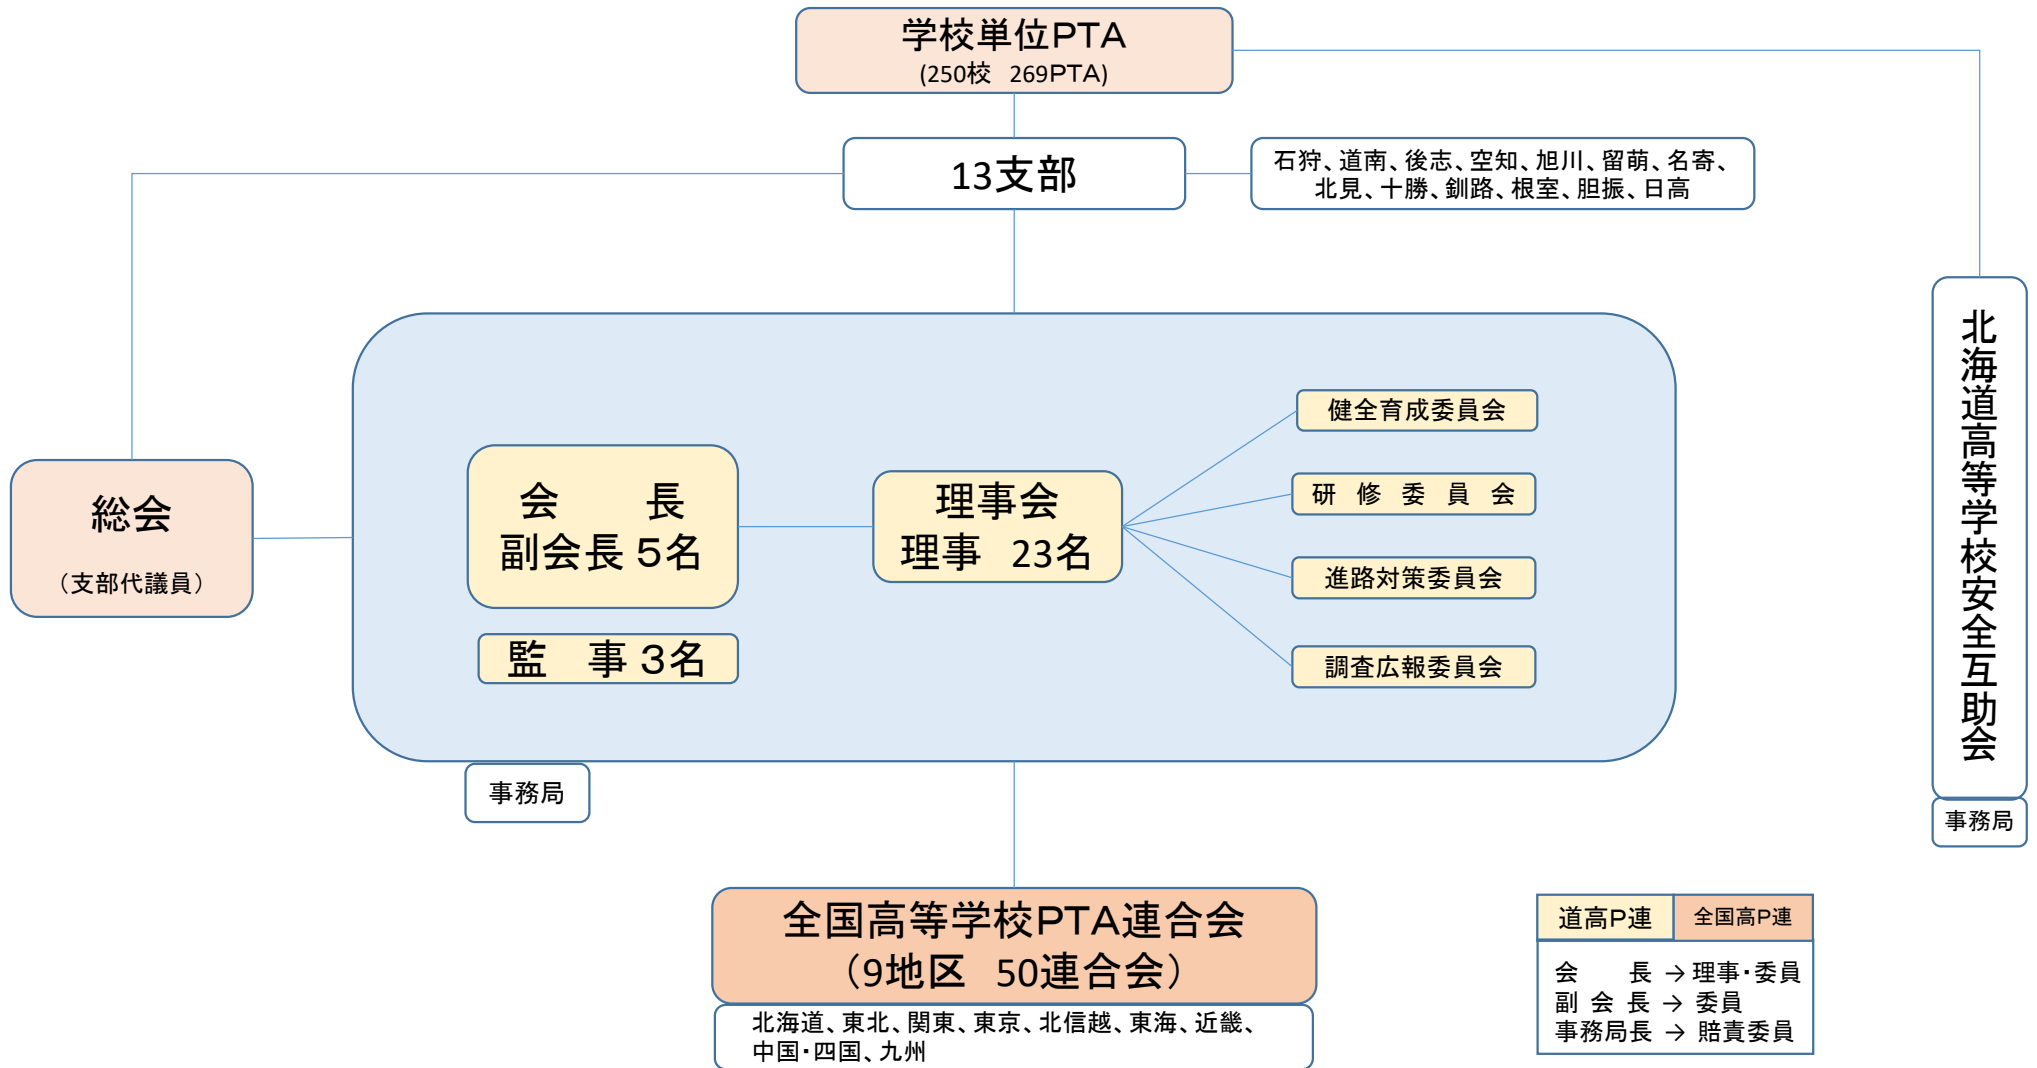 学校単位PTA
(250校 269PTA)
13支部
石狩、道南、後志、空知、旭川、留萌、名寄、
北見、十勝、釧路、根室、胆振、日高
北海道高等学校安全互助会
事務局
総会
（支部代議員）
会 長
副会長 5名
監 事 3名
理事会
理事 23名
健全育成委員会
研 修 委 員 会
進路対策委員会
調査広報委員会
事務局
全国高等学校PTA連合会
（9地区 50連合会）
北海道、東北、関東、東京、北信越、東海、近畿、
中国・四国、九州
道高P連 全国高P連
会 長 → 理事・委員
副 会 長 → 委員
事務局長 → 賠責委員